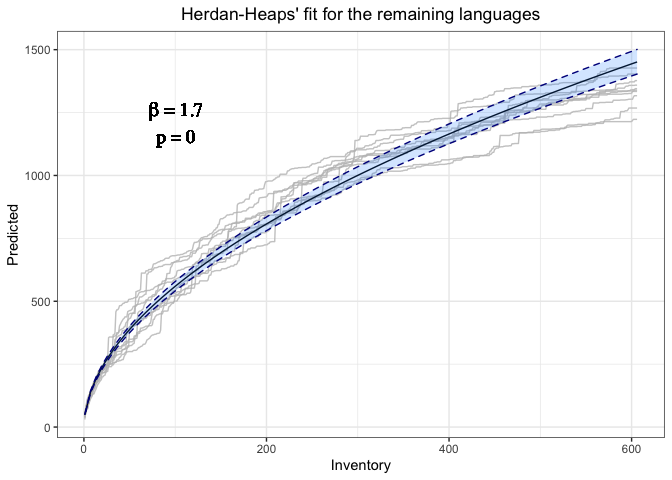 Herdan-Heaps' fit for the remaining languages
1500
β = 1.7
p = 0
1000
Predicted
500
0
0 200 400 600
Inventory